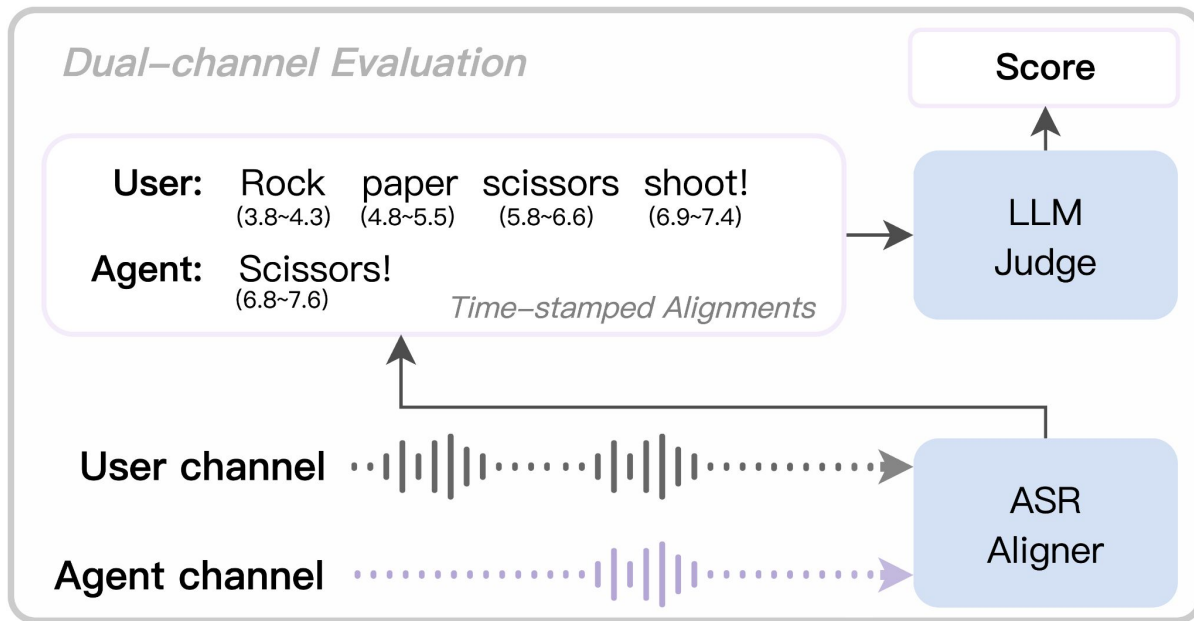 Dual–channel Evaluation
Score
User: Rock paper scissors shoot!
(3.8~4.3) (4.8~5.5) (5.8~6.6) (6.9~7.4)
Agent: Scissors!
(6.8~7.6)
Time–stamped Alignments
LLM
Judge
User channel
Agent channel
ASR
Aligner